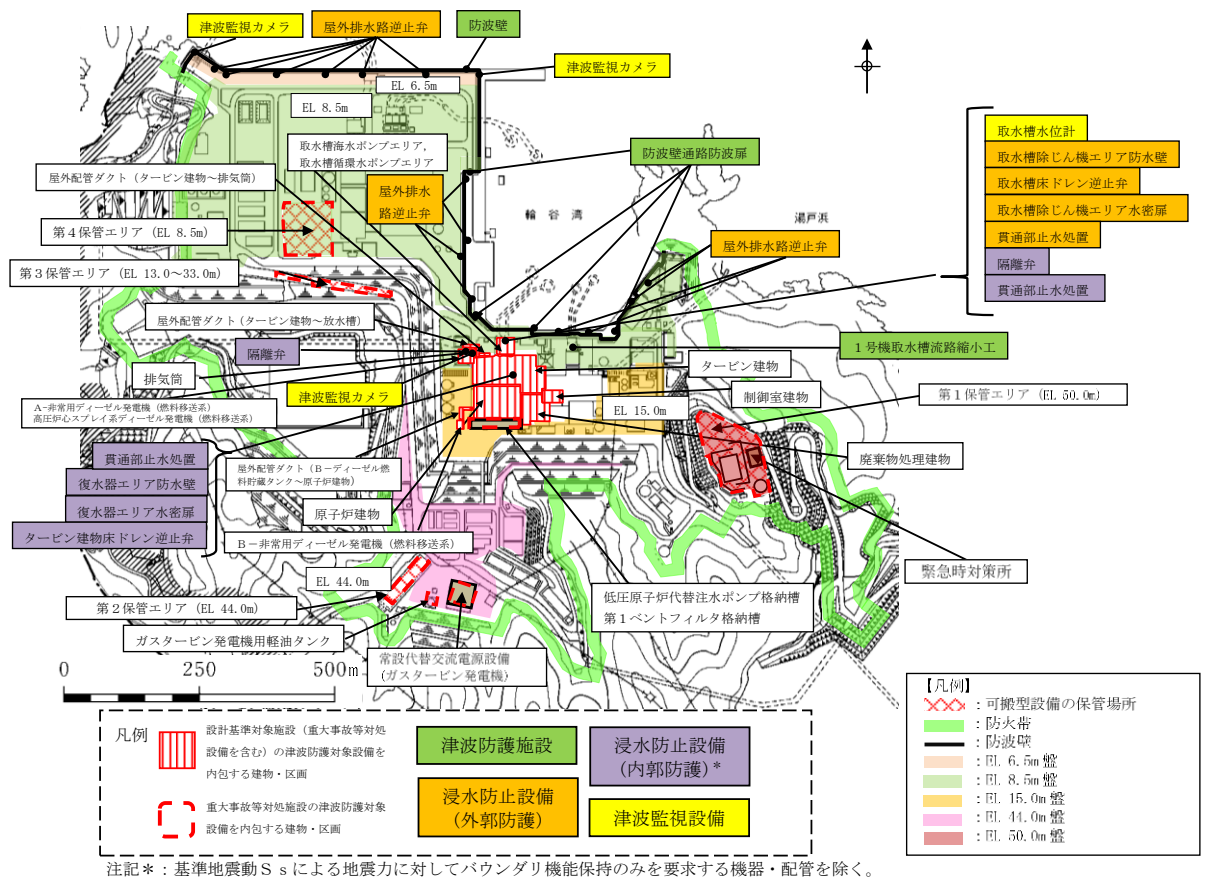 津波監視カメラ
屋外排水路逆止弁
防波壁
津波監視カメラ
EL 6.5m
EL 8.5m
取水槽海水ポンプエリア,
取水槽循環水ポンプエリア
防波壁通路防波扉
屋外配管ダクト（タービン建物～排気筒）
屋外排水
路逆止弁
輪谷湾
湯戸浜
取水槽水位計
取水槽除じん機エリア防水壁
取水槽床ドレン逆止弁
取水槽除じん機エリア水密扉
貫通部止水処置
隔離弁
貫通部止水処置
第４保管エリア（EL 8.5m）
屋外排水路逆止弁
第３保管エリア（EL 13.0～33.0m）
屋外配管ダクト（タービン建物～放水槽）
隔離弁
１号機取水槽流路縮小工
排気筒
タービン建物
津波監視カメラ
制御室建物
第１保管エリア（EL 50.0m）
A-非常用ディーゼル発電機（燃料移送系）
高圧炉心スプレイ系ディーゼル発電機（燃料移送系）
EL 15.0m
貫通部止水処置
復水器エリア防水壁
復水器エリア水密扉
タービン建物床ドレン逆止弁
屋外配管ダクト（Ｂ－ディーゼル燃
料貯蔵タンク～原子炉建物）
廃棄物処理建物
原子炉建物
Ｂ－非常用ディーゼル発電機（燃料移送系）
EL 44.0m
緊急時対策所
第２保管エリア（EL 44.0m）
低圧原子炉代替注水ポンプ格納槽
第１ベントフィルタ格納槽
ガスタービン発電機用軽油タンク
常設代替交流電源設備
(ガスタービン発電機)
0 250 500m
【凡例】
：可搬型設備の保管場所
：防火帯
：防波壁
：EL 6.5m 盤
：EL 8.5m 盤
：EL 15.0m 盤
：EL 44.0m 盤
：EL 50.0m 盤
凡例
設計基準対象施設（重大事故等対処
設備を含む）の津波防護対象設備を
内包する建物・区画
重大事故等対処施設の津波防護対象
設備を内包する建物・区画
津波防護施設
浸水防止設備
（外郭防護）
浸水防止設備
（内郭防護）*
津波監視設備
注記＊：基準地震動Ｓｓによる地震力に対してバウンダリ機能保持のみを要求する機器・配管を除く。